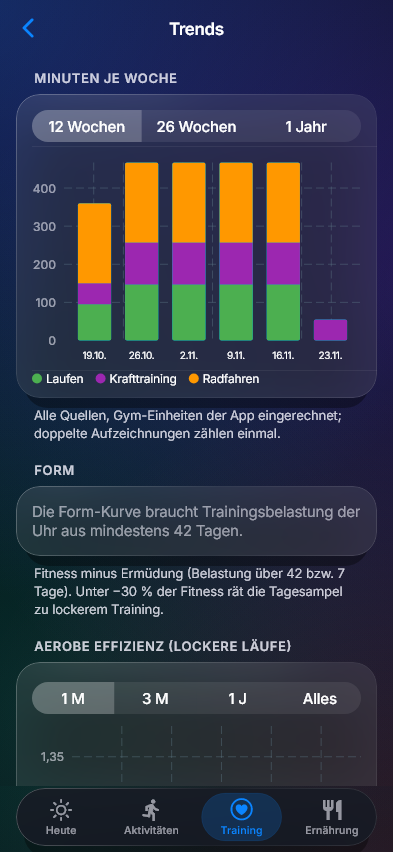 Trends
MINUTEN JE WOCHE
12 Wochen 26 Wochen 1 Jahr
400
300
200
100
0
19.10. 26.10. 2.11. 9.11. 16.11. 23.11.
Laufen Krafttraining Radfahren
Alle Quellen, Gym-Einheiten der App eingerechnet;
doppelte Aufzeichnungen zählen einmal.
FORM
Die Form-Kurve braucht Trainingsbelastung der
Uhr aus mindestens 42 Tagen.
Fitness minus Ermüdung (Belastung über 42 bzw. 7
Tage). Unter −30 % der Fitness rät die Tagesampel
zu lockerem Training.
AEROBE EFFIZIENZ (LOCKERE LÄUFE)
1 M 3 M 1 J Alles
1,35
Heute Aktivitäten Training Ernährung